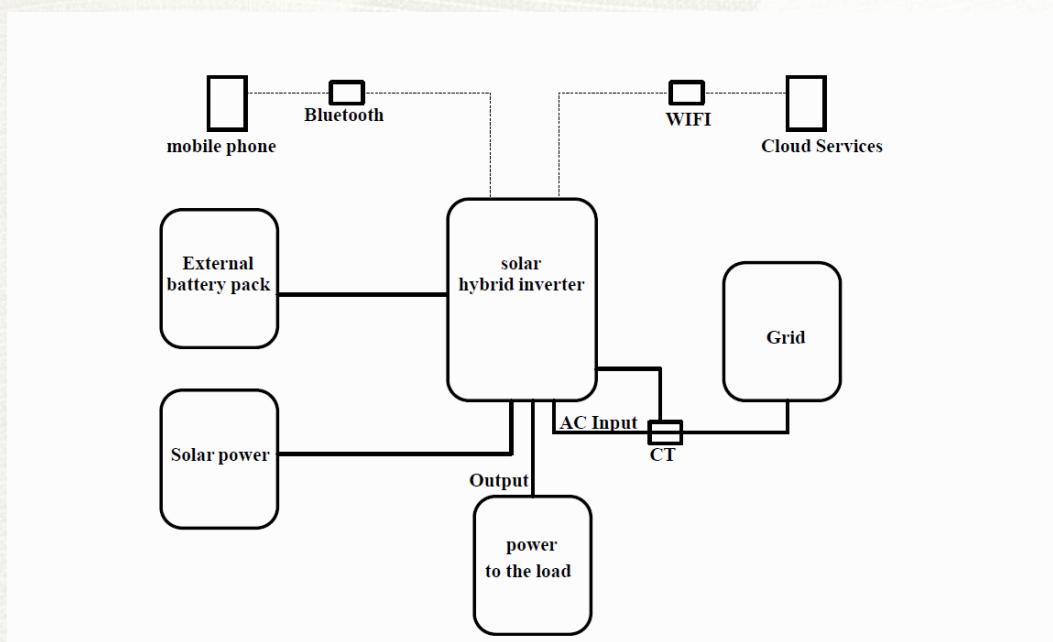 Bluetooth
WIFI
mobile phone
Cloud Services
External
battery pack
solar
hybrid inverter
Grid
AC Input
CT
Solar power
Output
power
to the load